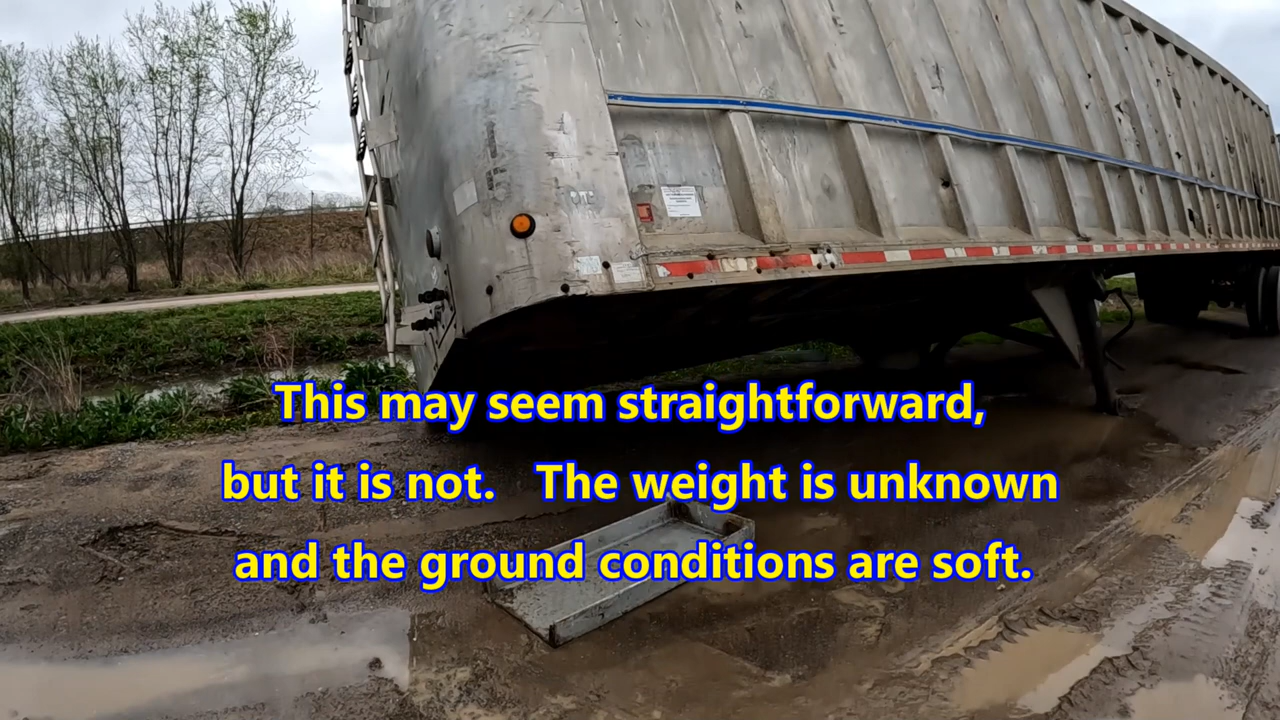 This may seem straightforward,
but it is not. The weight is unknown
and the ground conditions are soft.